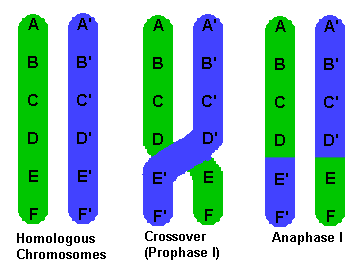 A A' A A' A A'
B B' B B' B B'
C C' C C' C C'
D D' D D' D D'
E E' E' E E' E
F F' F' F F' F
Homologous
Chromosomes
Crossover
(Prophase I)
Anaphase I